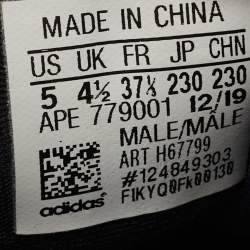 MADE IN CHINA
US UK FR JP CHN
5 4½ 37⅓ 230 230
APE 779001 12/19
MALE/MÂLE
ART H67799
#124849303
FIKYQ0Fk00130
adidas